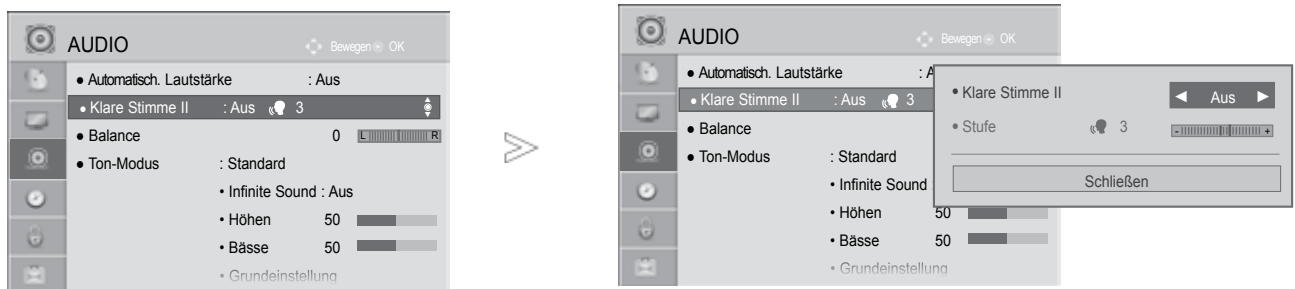 AUDIO
Bewegen OK
• Automatisch. Lautstärke : Aus
• Klare Stimme II : Aus 3
• Balance 0 L R
• Ton-Modus : Standard
• Infinite Sound : Aus
• Höhen 50
• Bässe 50
• Grundeinstellung
AUDIO
Bewegen OK
• Automatisch. Lautstärke : A
• Klare Stimme II : Aus 3
• Balance
• Ton-Modus : Standard
• Infinite Sound :
• Höhen 50
• Bässe 50
• Grundeinstellung
• Klare Stimme II ◄ Aus ►
• Stufe 3 - +
Schließen